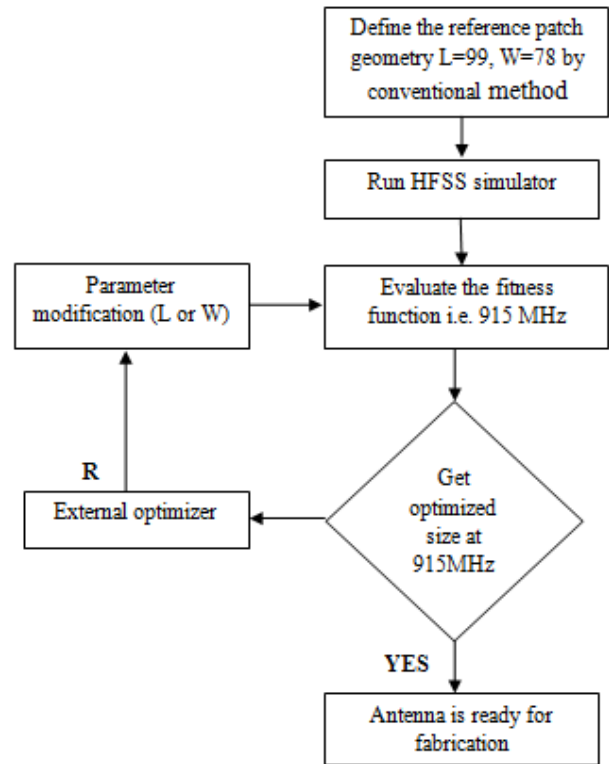 Define the reference patch
geometry L=99, W=78 by
conventional method
Run HFSS simulator
Parameter
modification (L or W)
Evaluate the fitness
function i.e. 915 MHz
R
External optimizer
Get
optimized
size at
915MHz
YES
Antenna is ready for
fabrication